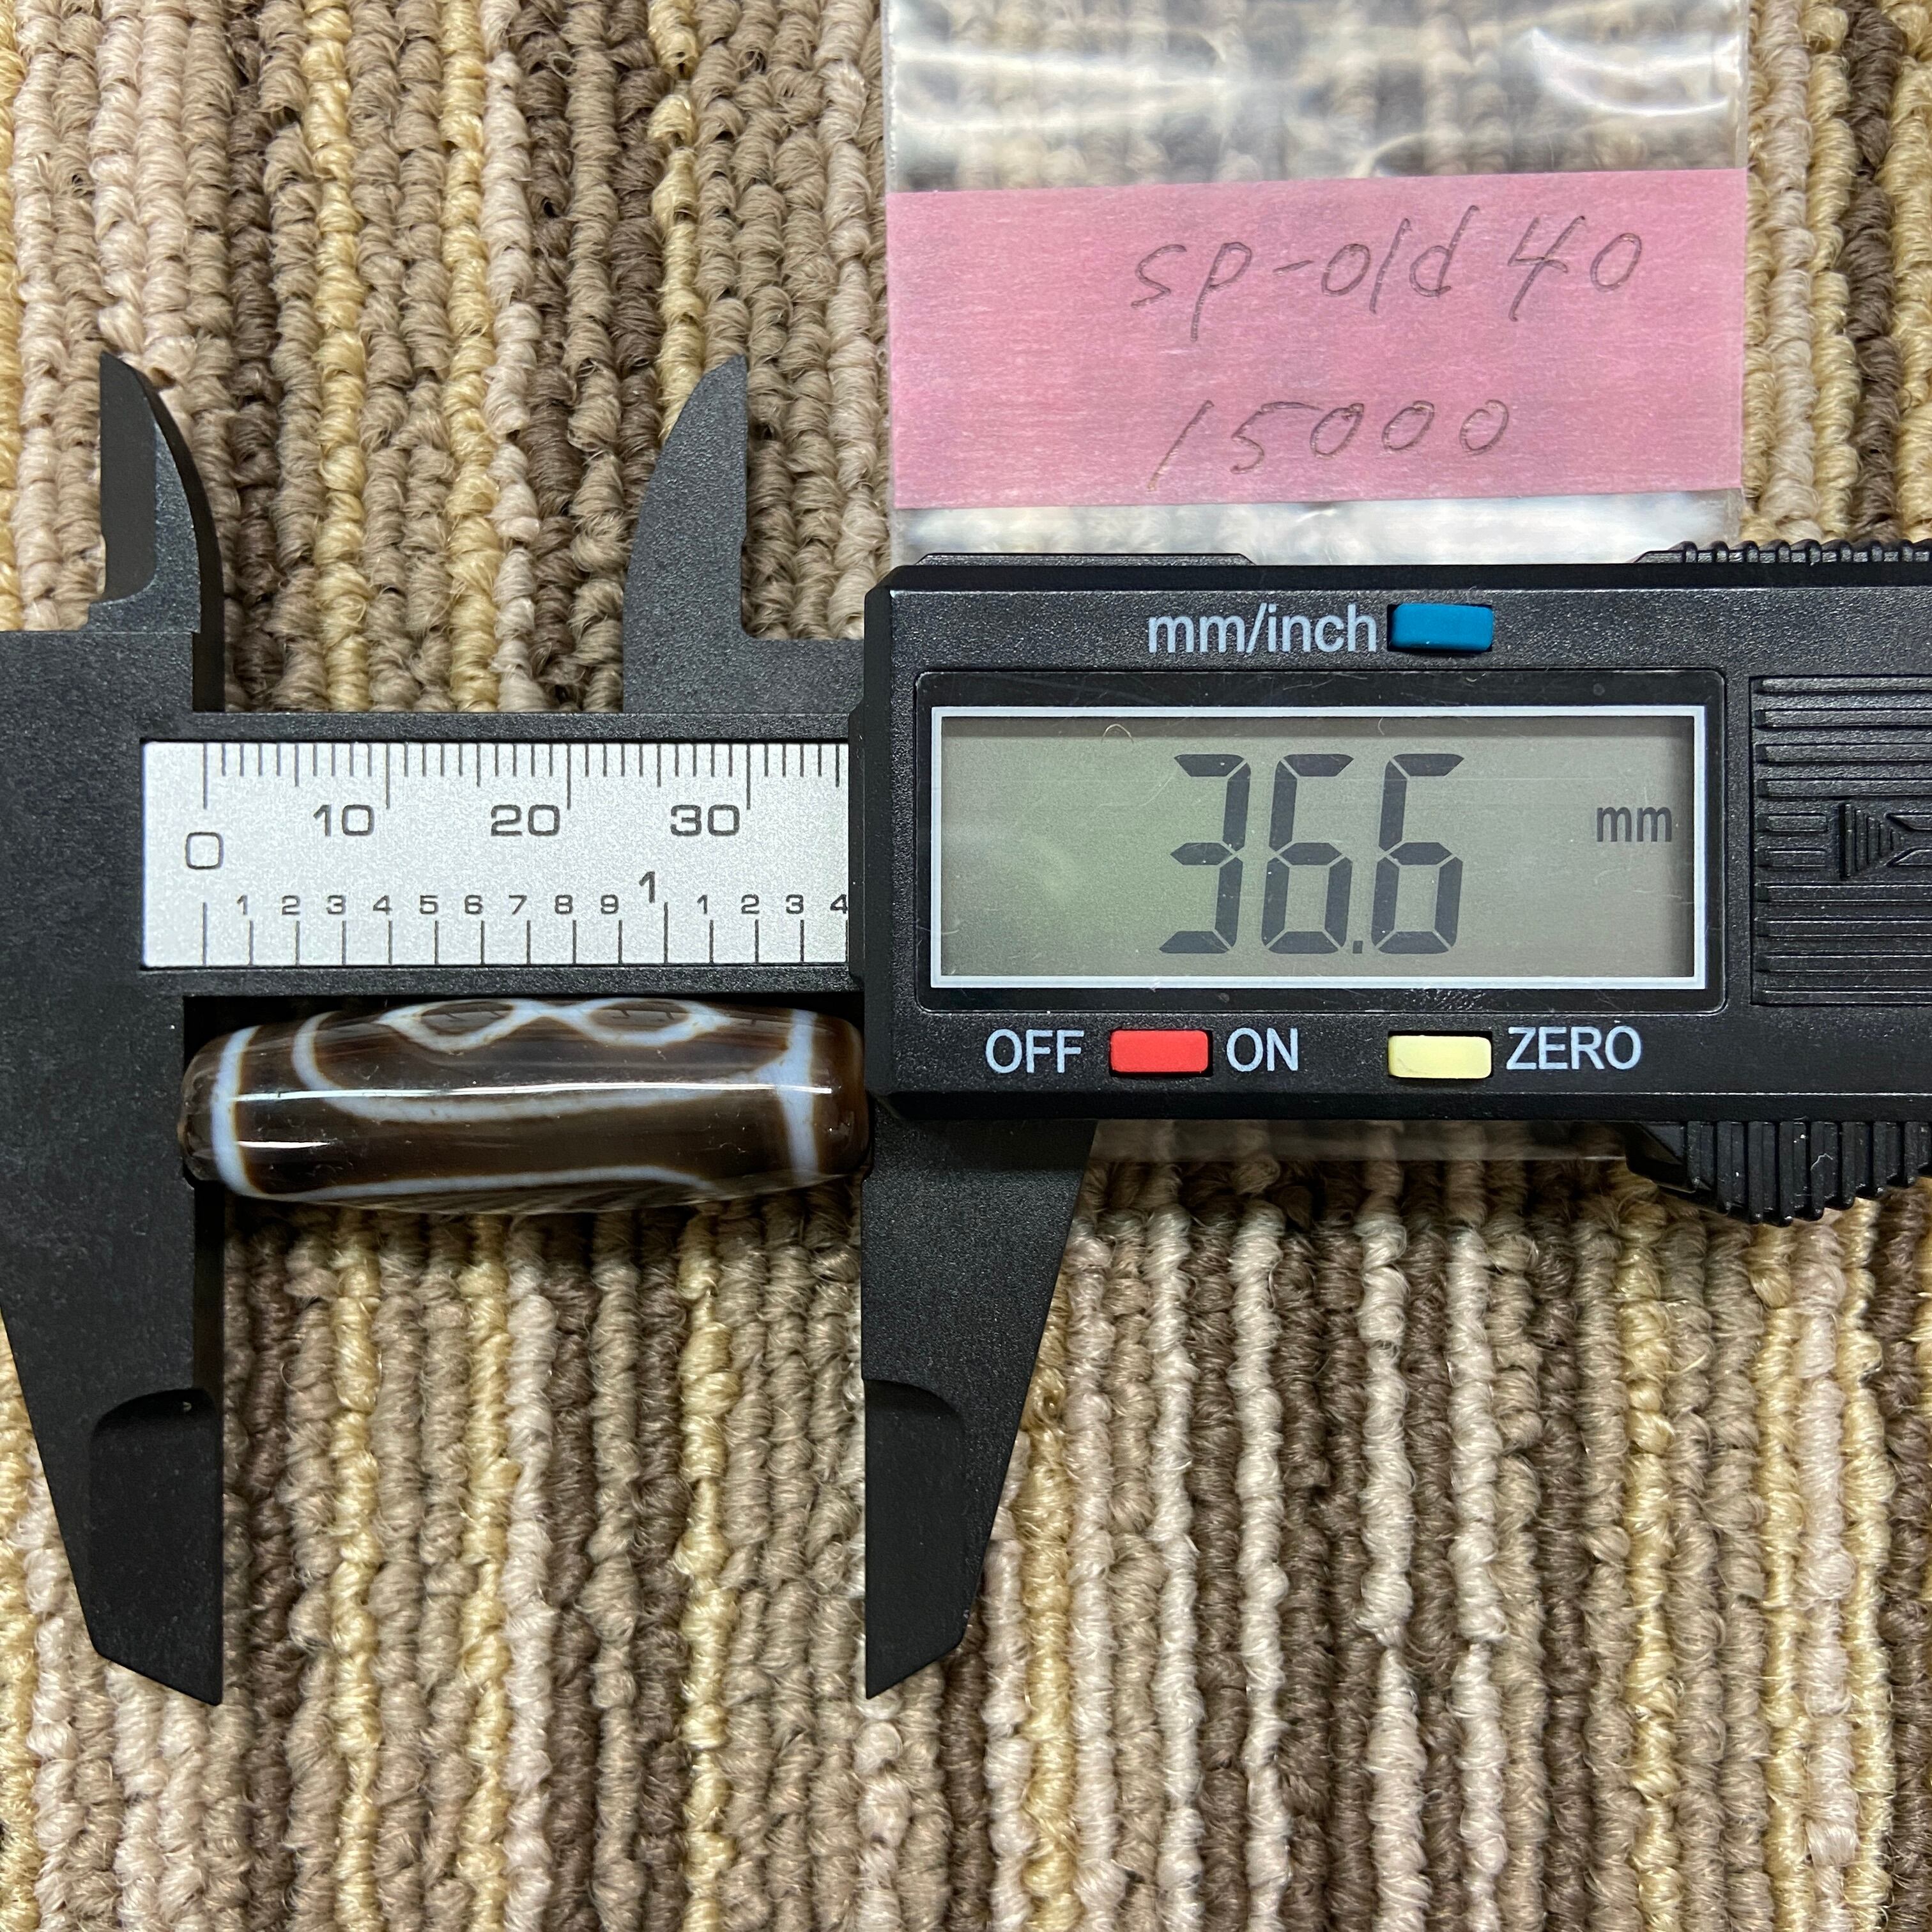 sp-old 40
15000
mm/inch
36.6 mm
0 10 20 30
1 2 3 4 5 6 7 8 9 1 1 2 3 4
OFF ON ZERO